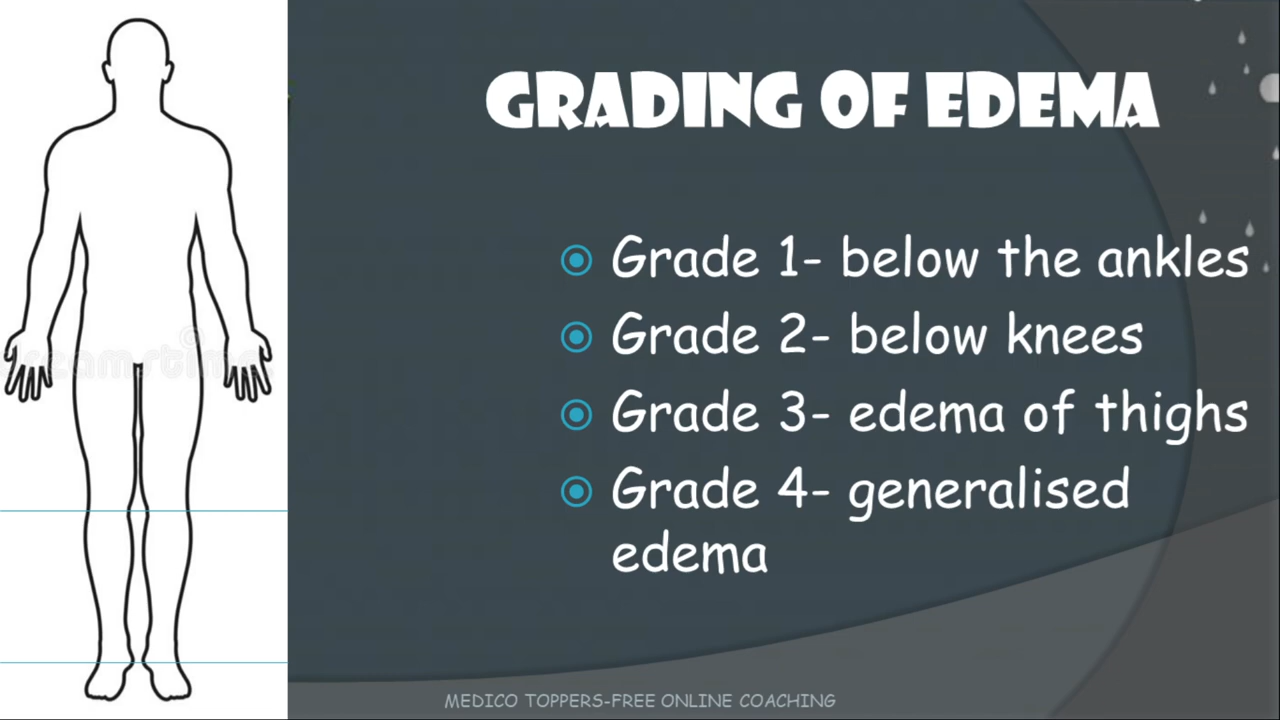 GRADING OF EDEMA
Grade 1- below the ankles
Grade 2- below knees
Grade 3- edema of thighs
Grade 4- generalised
edema
MEDICO TOPPERS-FREE ONLINE COACHING